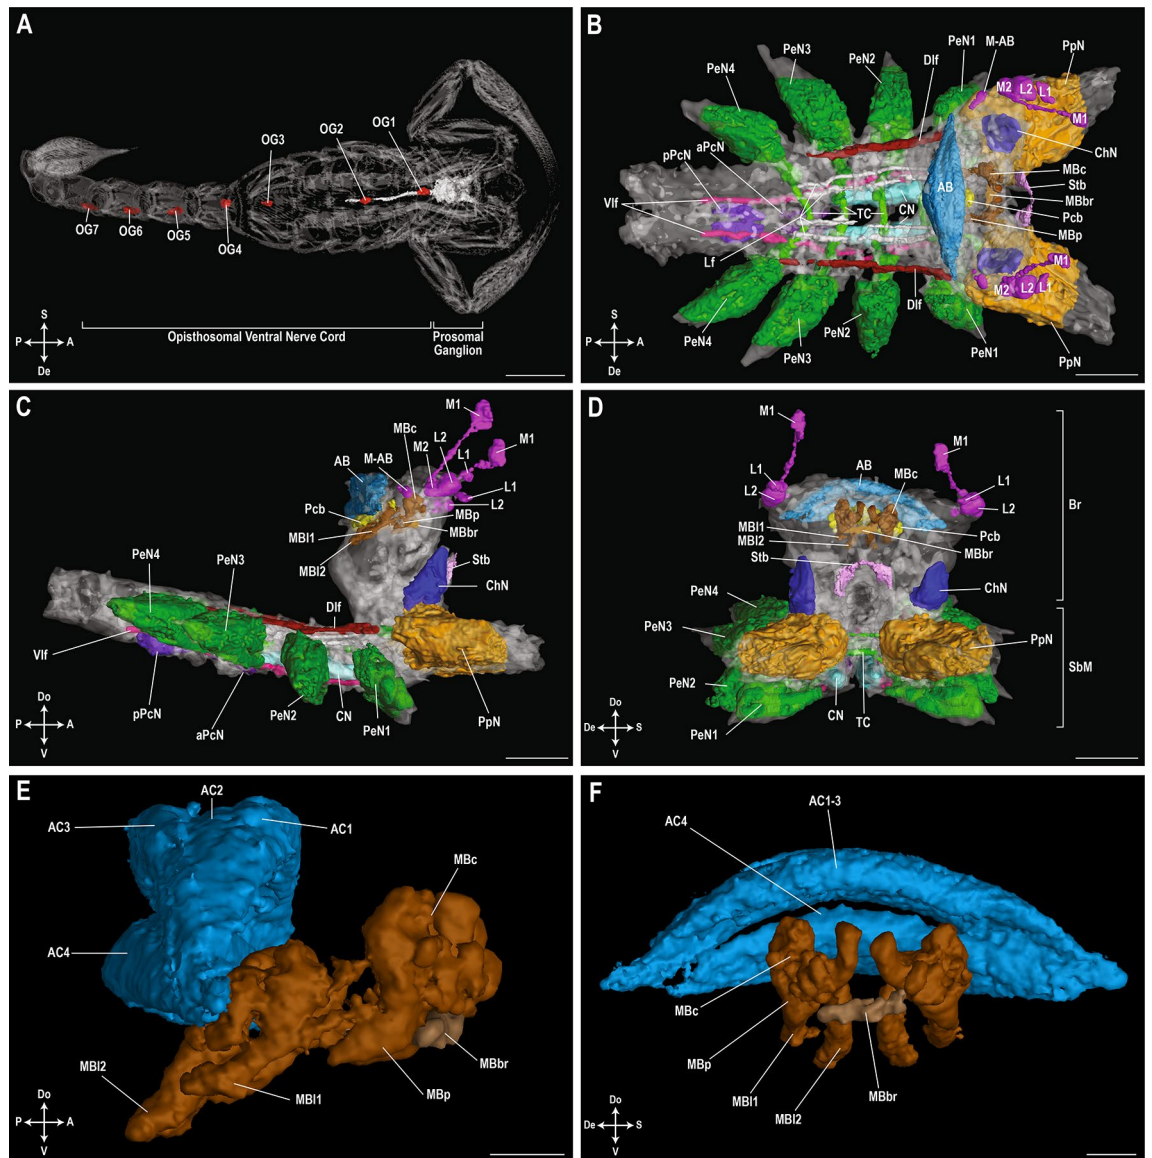 A
OG1
OG2
OG3
OG7
OG6
OG5
OG4
S
P A
De
Opisthosomal Ventral Nerve Cord
Prosomal
Ganglion
B
PeN3
PeN4
PeN2
Dlf
PeN1
M-AB
PpN
M2
L2
L1
M1
aPcN
pPcN
ChN
MBc
Stb
MBbr
Pcb
MBp
AB
Vlf
TC
CN
Lf
M1
M2
L2
L1
Dlf
PeN4
PeN3
PeN2
PeN1
PpN
S
P A
De
C
M1
MBc
L2
M2
M1
M-AB
L1
AB
L1
Pcb
L2
MBp
MBl1
MBbr
MBl2
Stb
ChN
PeN4
PeN3
Dlf
Vlf
pPcN
aPcN
PeN2
CN
PeN1
PpN
Do
P A
V
D
M1
M1
L1
L2
AB
MBc
L1
L2
MBl1
MBl2
Pcb
MBbr
Stb
ChN
Br
PeN4
PeN3
PpN
SbM
PeN2
PeN1
CN
TC
Do
De S
V
E
AC2
AC3
AC1
MBc
AC4
MBl2
MBl1
MBp
MBbr
Do
P A
V
F
AC1-3
AC4
MBc
MBp
MBl1
MBl2
MBbr
Do
De S
V